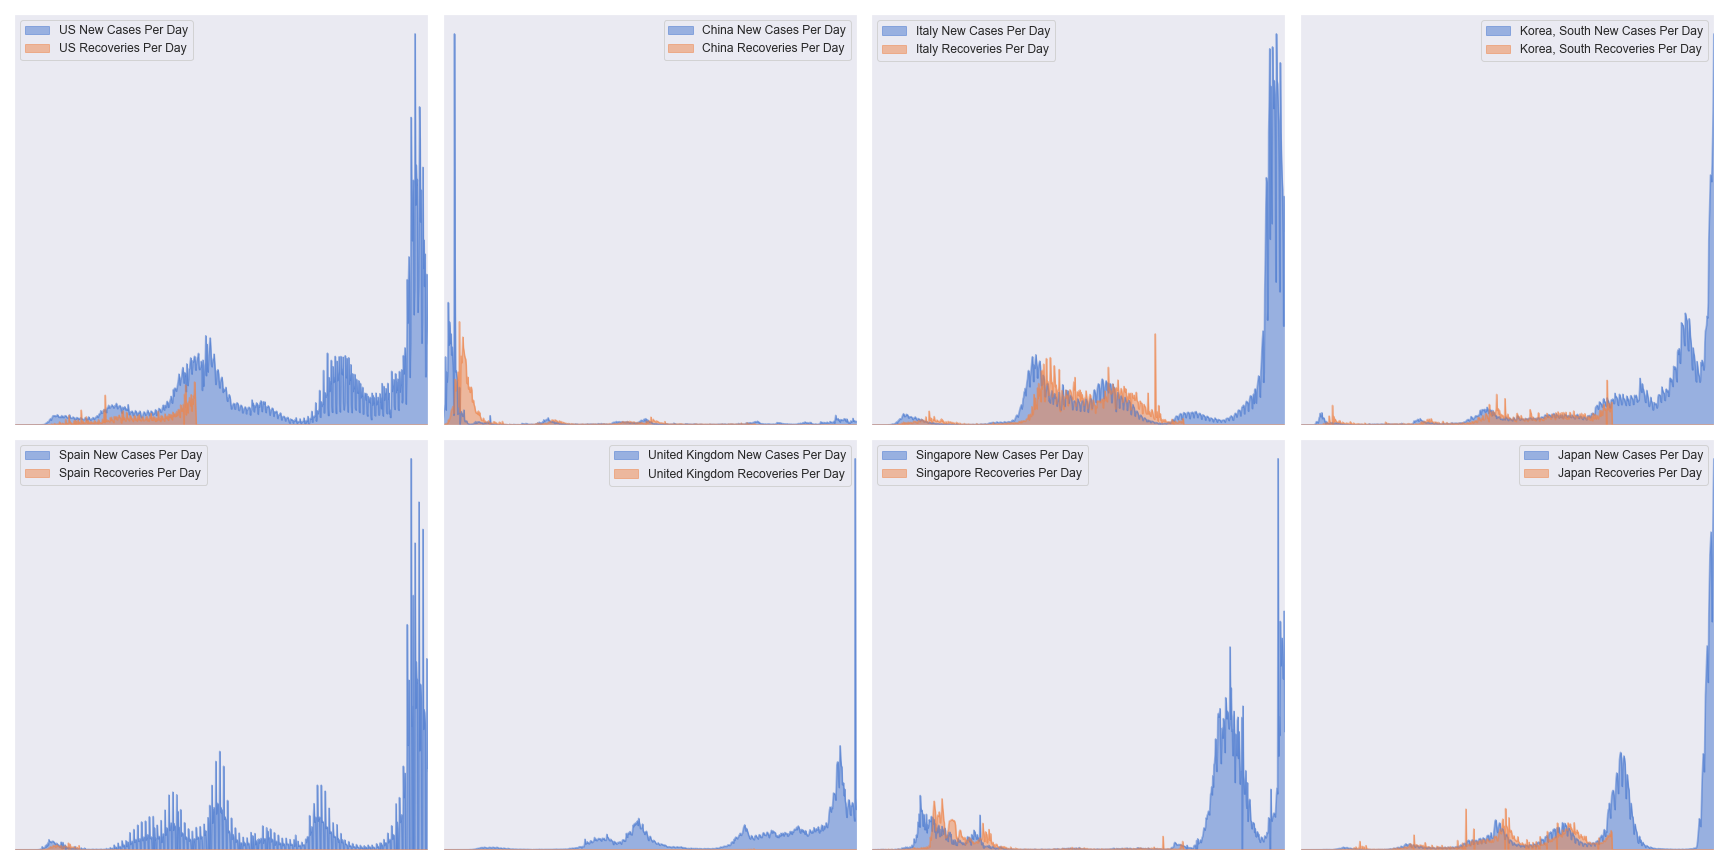 US New Cases Per Day
US Recoveries Per Day
China New Cases Per Day
China Recoveries Per Day
Italy New Cases Per Day
Italy Recoveries Per Day
Korea, South New Cases Per Day
Korea, South Recoveries Per Day
Spain New Cases Per Day
Spain Recoveries Per Day
United Kingdom New Cases Per Day
United Kingdom Recoveries Per Day
Singapore New Cases Per Day
Singapore Recoveries Per Day
Japan New Cases Per Day
Japan Recoveries Per Day